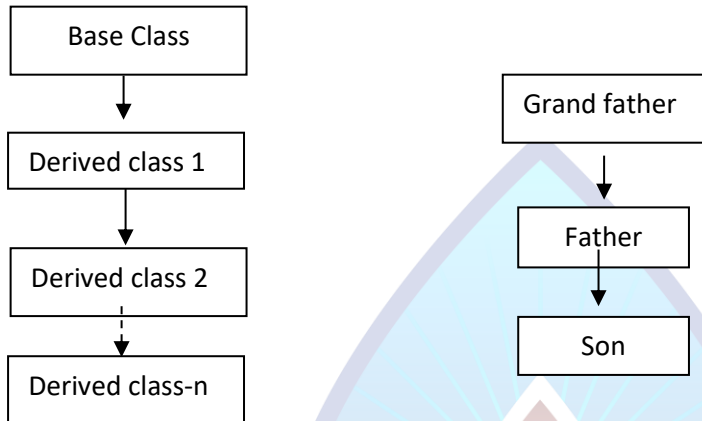 Base Class
Derived class 1
Derived class 2
Derived class-n
Grand father
Father
Son